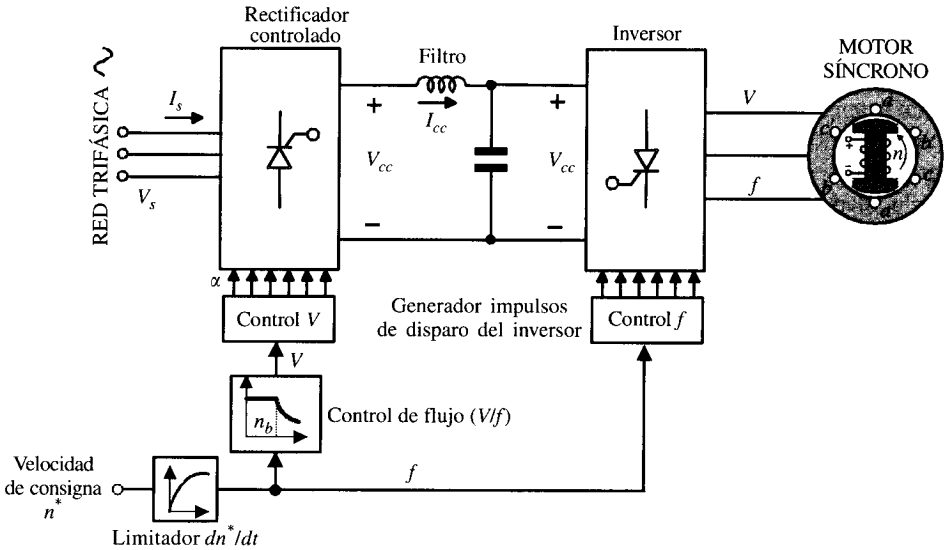 Rectificador
controlado
Filtro
Inversor
MOTOR
SÍNCRONO
RED TRIFÁSICA
I_s
V_s
+
I_cc
V_cc
−
+
V_cc
−
V
f
a
c
b'
+
-
n
b
c'
a'
α
Control V
Generador impulsos
de disparo del inversor
Control f
V
n_b
Control de flujo (V/f)
Velocidad
de consigna
n*
f
Limitador dn*/dt